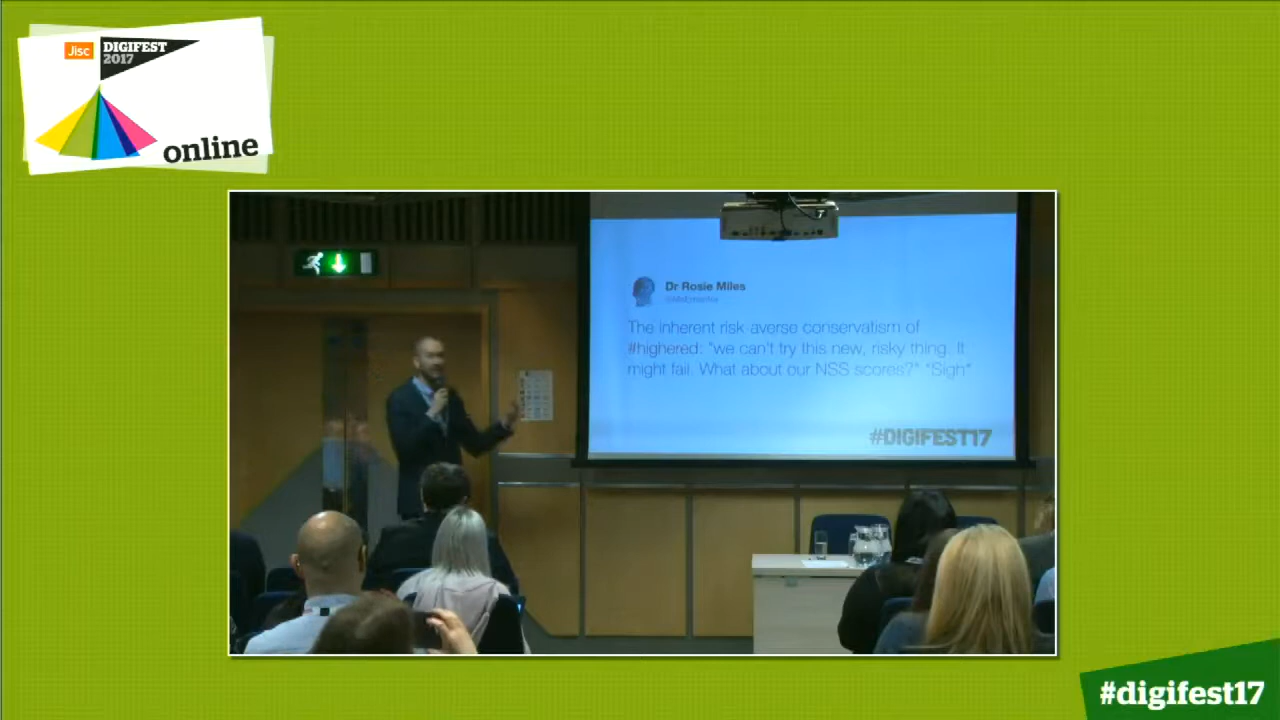 Jisc
DIGIFEST
2017
online
Dr Rosie Miles
The inherent risk-averse conservatism of
#highered: "we can't try this new, risky thing. It
might fail. What about our NSS scores?" *Sigh*
#DIGIFEST17
#digifest17